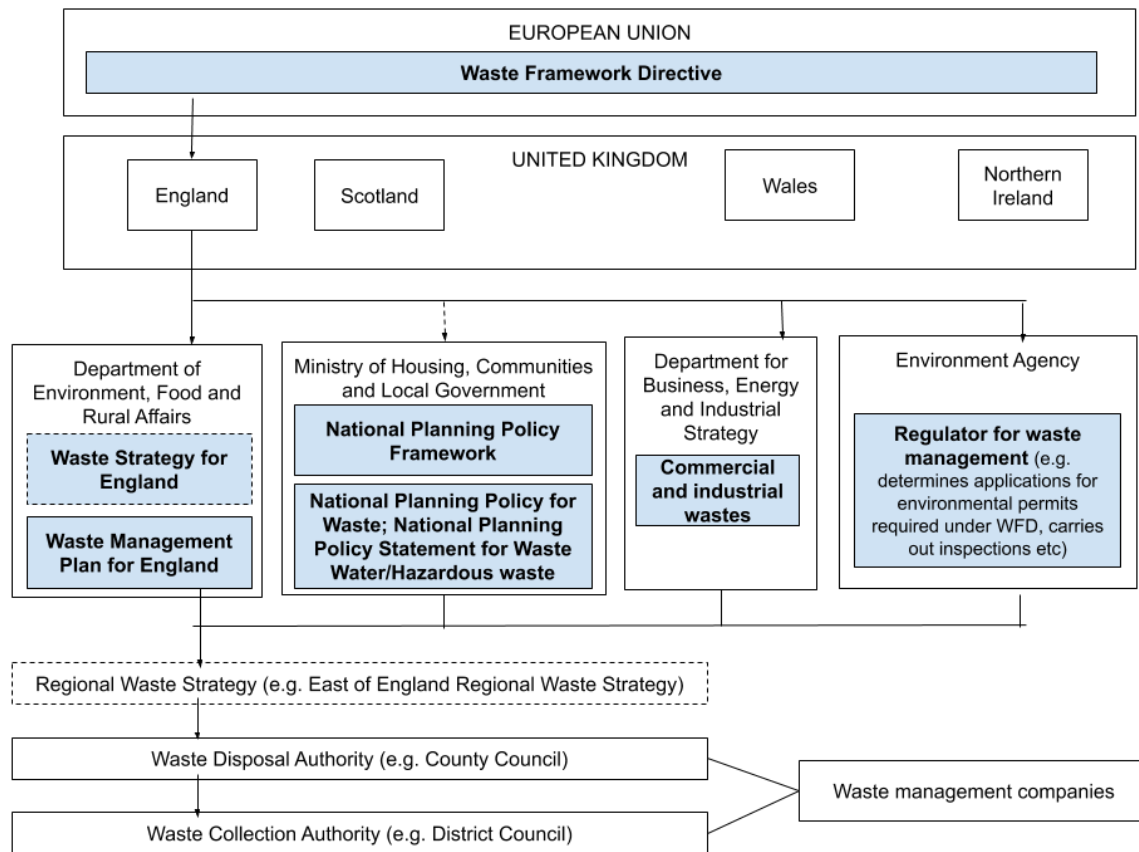 EUROPEAN UNION
Waste Framework Directive
UNITED KINGDOM
England
Scotland
Wales
Northern
Ireland
Department of
Environment, Food and
Rural Affairs
Waste Strategy for
England
Waste Management
Plan for England
Ministry of Housing, Communities
and Local Government
National Planning Policy
Framework
National Planning Policy for
Waste; National Planning
Policy Statement for Waste
Water/Hazardous waste
Department for
Business, Energy
and Industrial
Strategy
Commercial
and industrial
wastes
Environment Agency
Regulator for waste
management (e.g.
determines applications for
environmental permits
required under WFD, carries
out inspections etc)
Regional Waste Strategy (e.g. East of England Regional Waste Strategy)
Waste Disposal Authority (e.g. County Council)
Waste management companies
Waste Collection Authority (e.g. District Council)